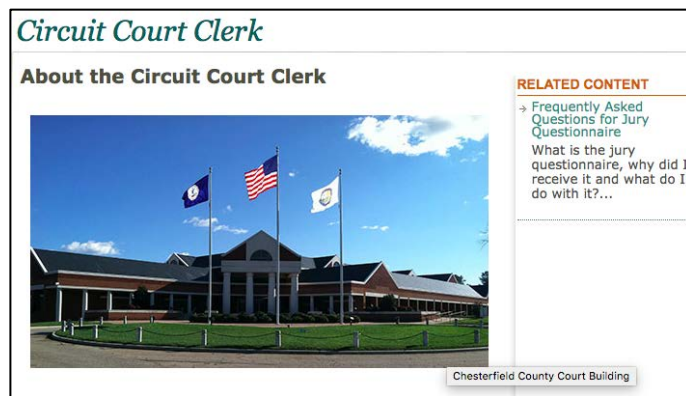 Circuit Court Clerk
About the Circuit Court Clerk
RELATED CONTENT
→ Frequently Asked
Questions for Jury
Questionnaire
What is the jury
questionnaire, why did I
receive it and what do I
do with it?...
Chesterfield County Court Building